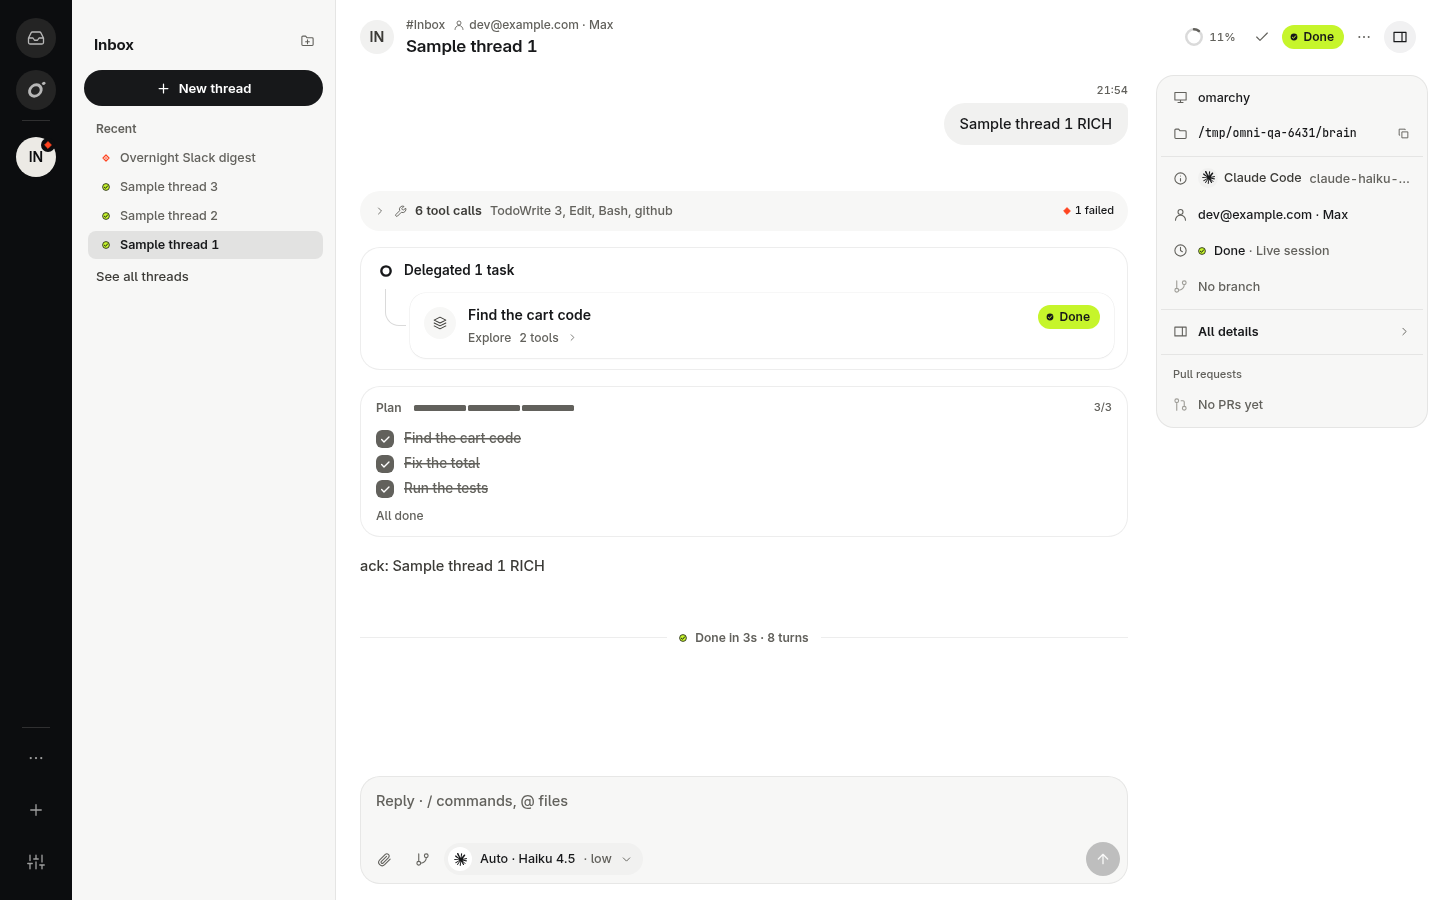 Inbox
New thread
Recent
Overnight Slack digest
Sample thread 3
Sample thread 2
Sample thread 1
See all threads
IN
IN
#Inbox dev@example.com · Max
Sample thread 1
11%
Done
21:54
Sample thread 1 RICH
6 tool calls TodoWrite 3, Edit, Bash, github
1 failed
Delegated 1 task
Find the cart code
Explore 2 tools
Done
Plan
3/3
Find the cart code
Fix the total
Run the tests
All done
ack: Sample thread 1 RICH
Done in 3s · 8 turns
Reply · / commands, @ files
Auto · Haiku 4.5 · low
omarchy
/tmp/omni-qa-6431/brain
Claude Code claude-haiku-...
dev@example.com · Max
Done · Live session
No branch
All details
Pull requests
No PRs yet